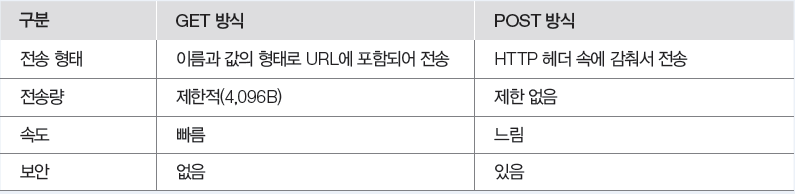 구분 GET 방식 POST 방식
전송 형태 이름과 값의 형태로 URL에 포함되어 전송 HTTP 헤더 속에 감춰서 전송
전송량 제한적(4,096B) 제한 없음
속도 빠름 느림
보안 없음 있음